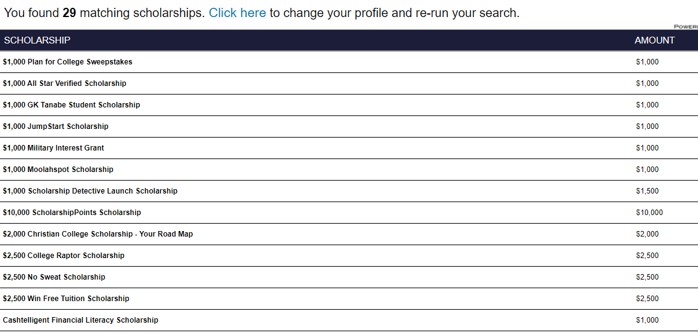 You found 29 matching scholarships. Click here to change your profile and re-run your search.
SCHOLARSHIP AMOUNT
$1,000 Plan for College Sweepstakes $1,000
$1,000 All Star Verified Scholarship $1,000
$1,000 GK Tanabe Student Scholarship $1,000
$1,000 JumpStart Scholarship $1,000
$1,000 Military Interest Grant $1,000
$1,000 Moolahspot Scholarship $1,000
$1,000 Scholarship Detective Launch Scholarship $1,500
$10,000 ScholarshipPoints Scholarship $10,000
$2,000 Christian College Scholarship - Your Road Map $2,000
$2,500 College Raptor Scholarship $2,500
$2,500 No Sweat Scholarship $2,500
$2,500 Win Free Tuition Scholarship $2,500
Cashtelligent Financial Literacy Scholarship $1,000